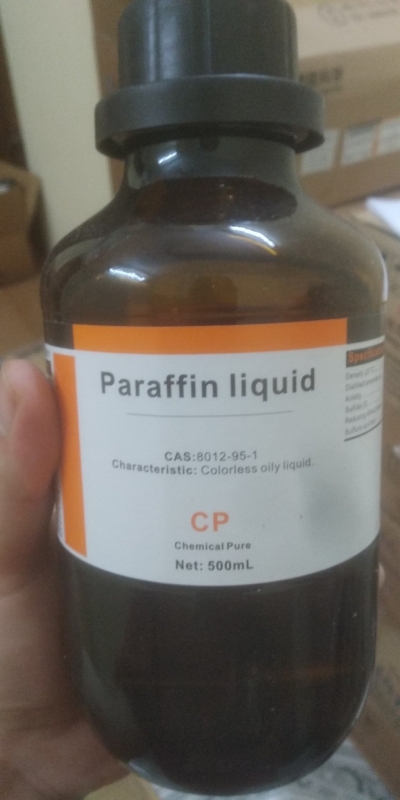 Paraffin liquid
CAS:8012-95-1
Characteristic: Colorless oily liquid.
CP
Chemical Pure
Net: 500mL